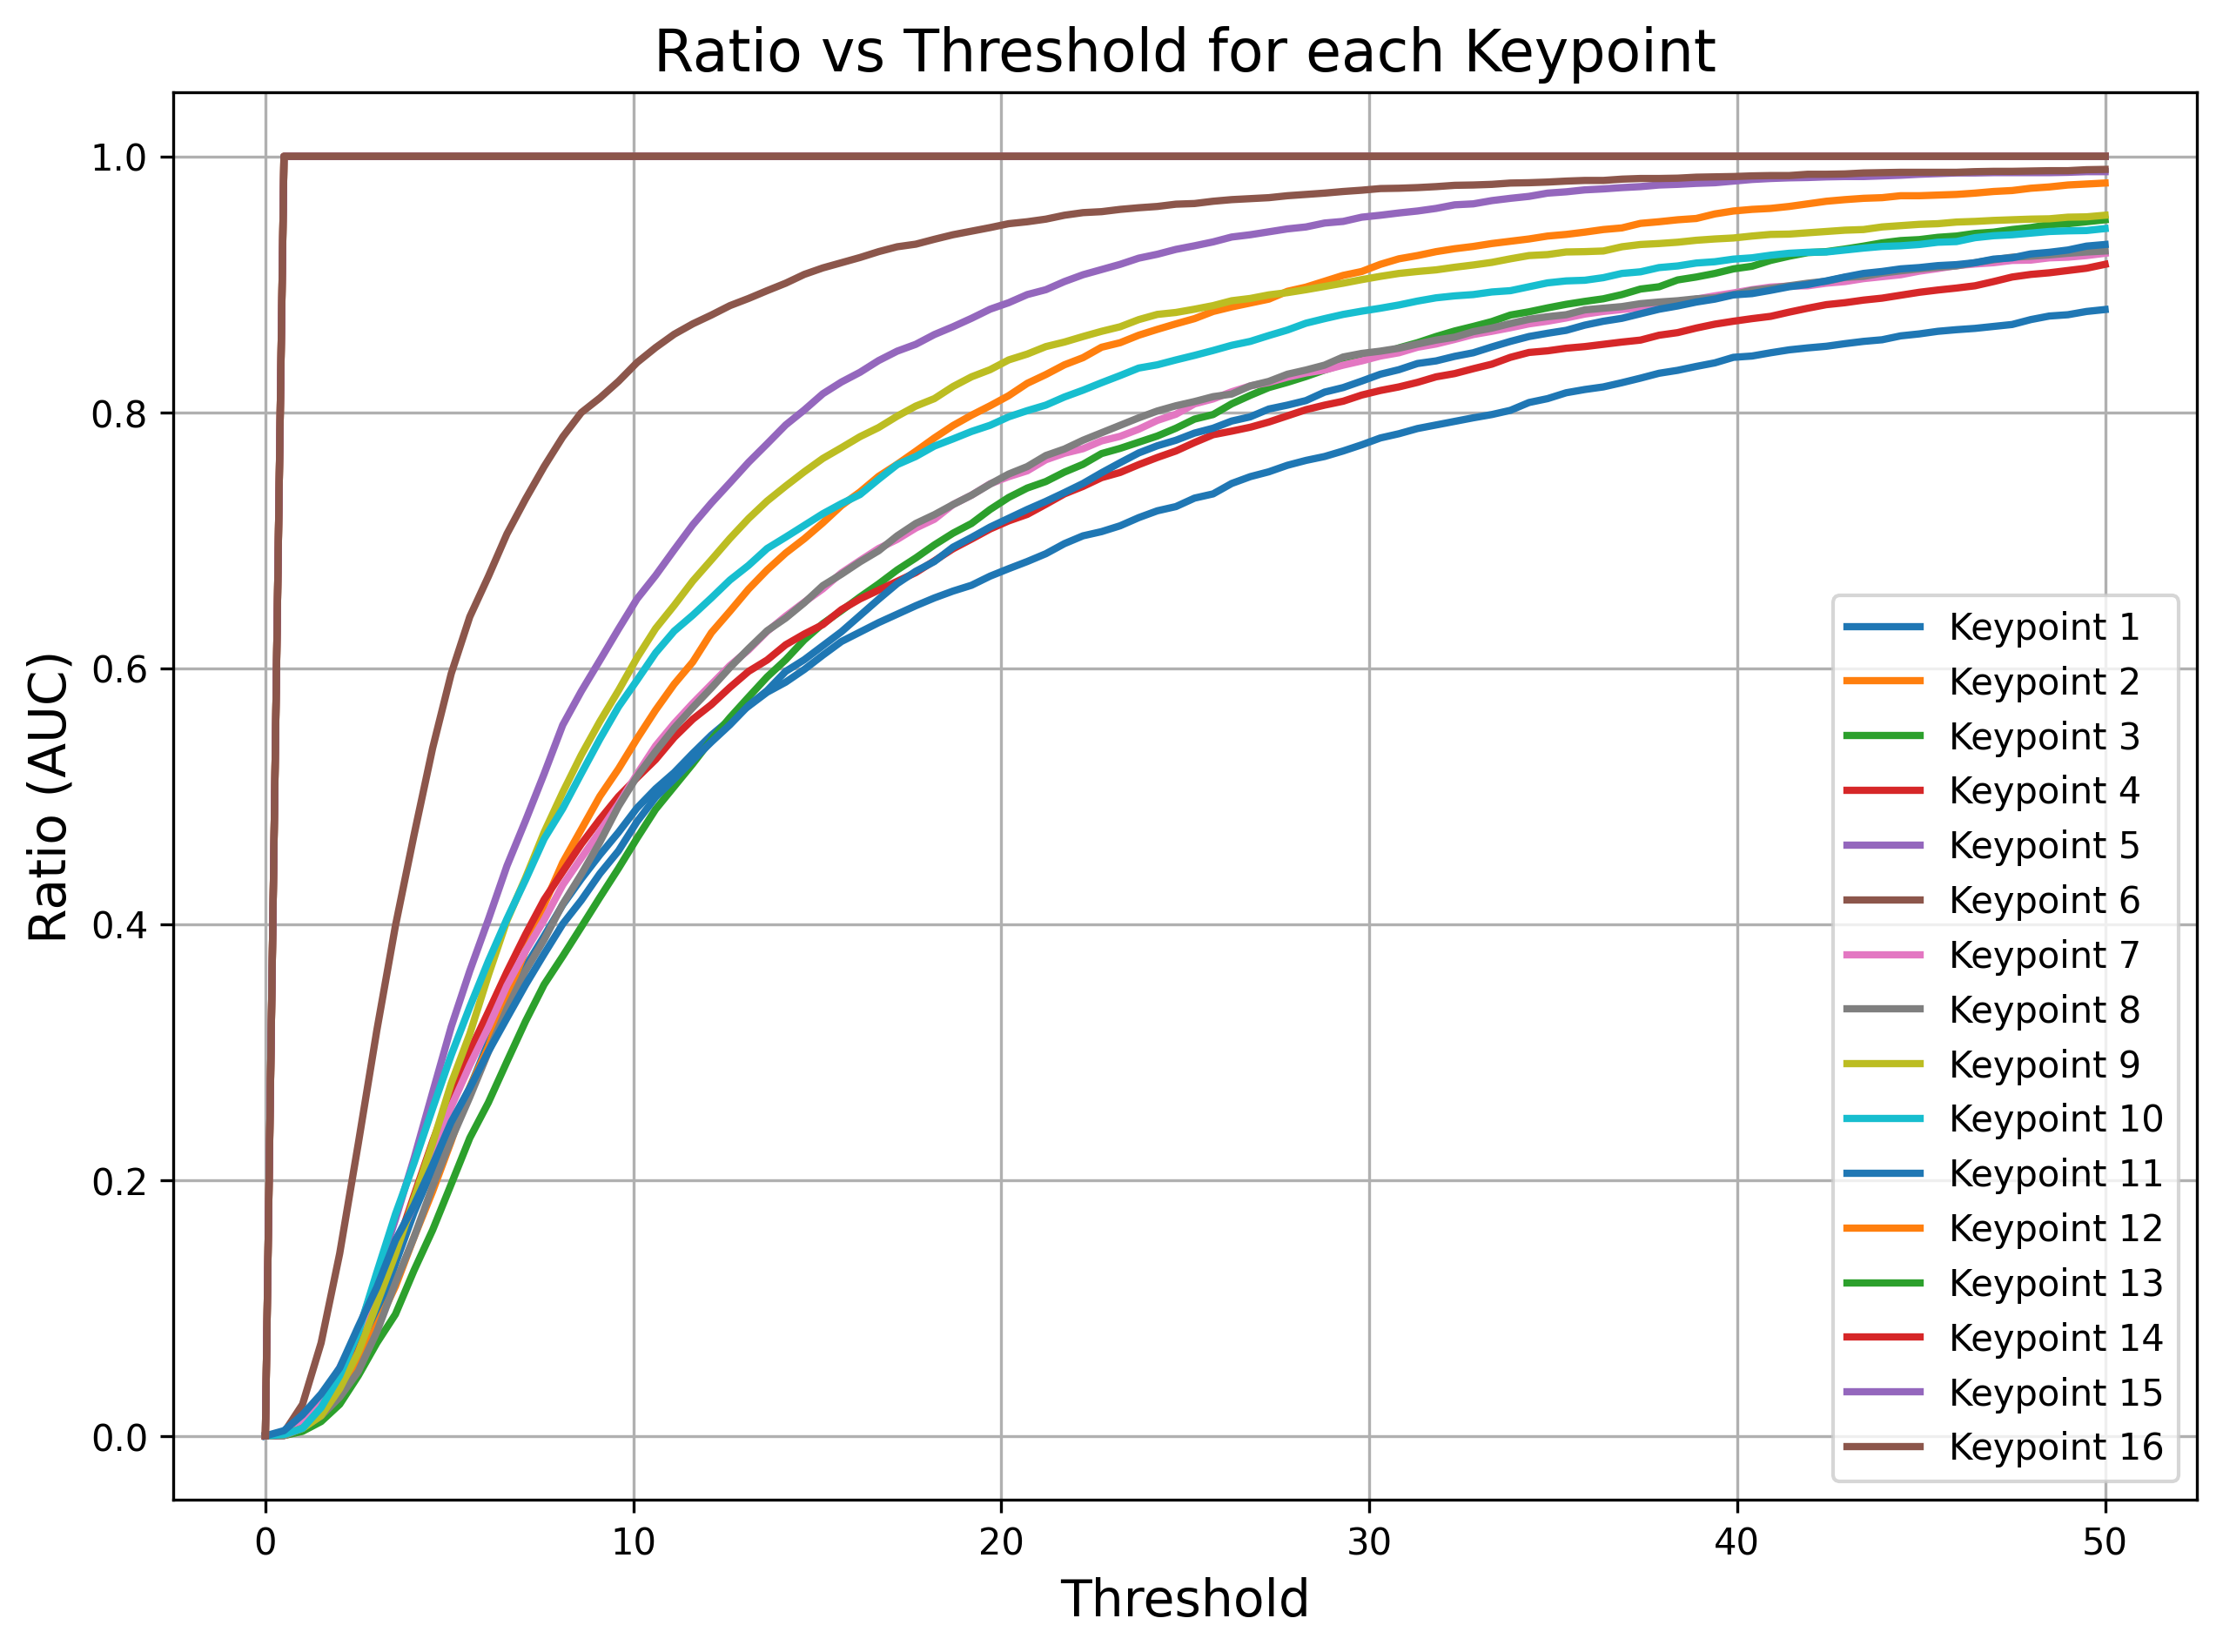 Ratio vs Threshold for each Keypoint
1.0
0.8
0.6
0.4
0.2
0.0
Ratio (AUC)
Keypoint 1
Keypoint 2
Keypoint 3
Keypoint 4
Keypoint 5
Keypoint 6
Keypoint 7
Keypoint 8
Keypoint 9
Keypoint 10
Keypoint 11
Keypoint 12
Keypoint 13
Keypoint 14
Keypoint 15
Keypoint 16
0 10 20 30 40 50
Threshold